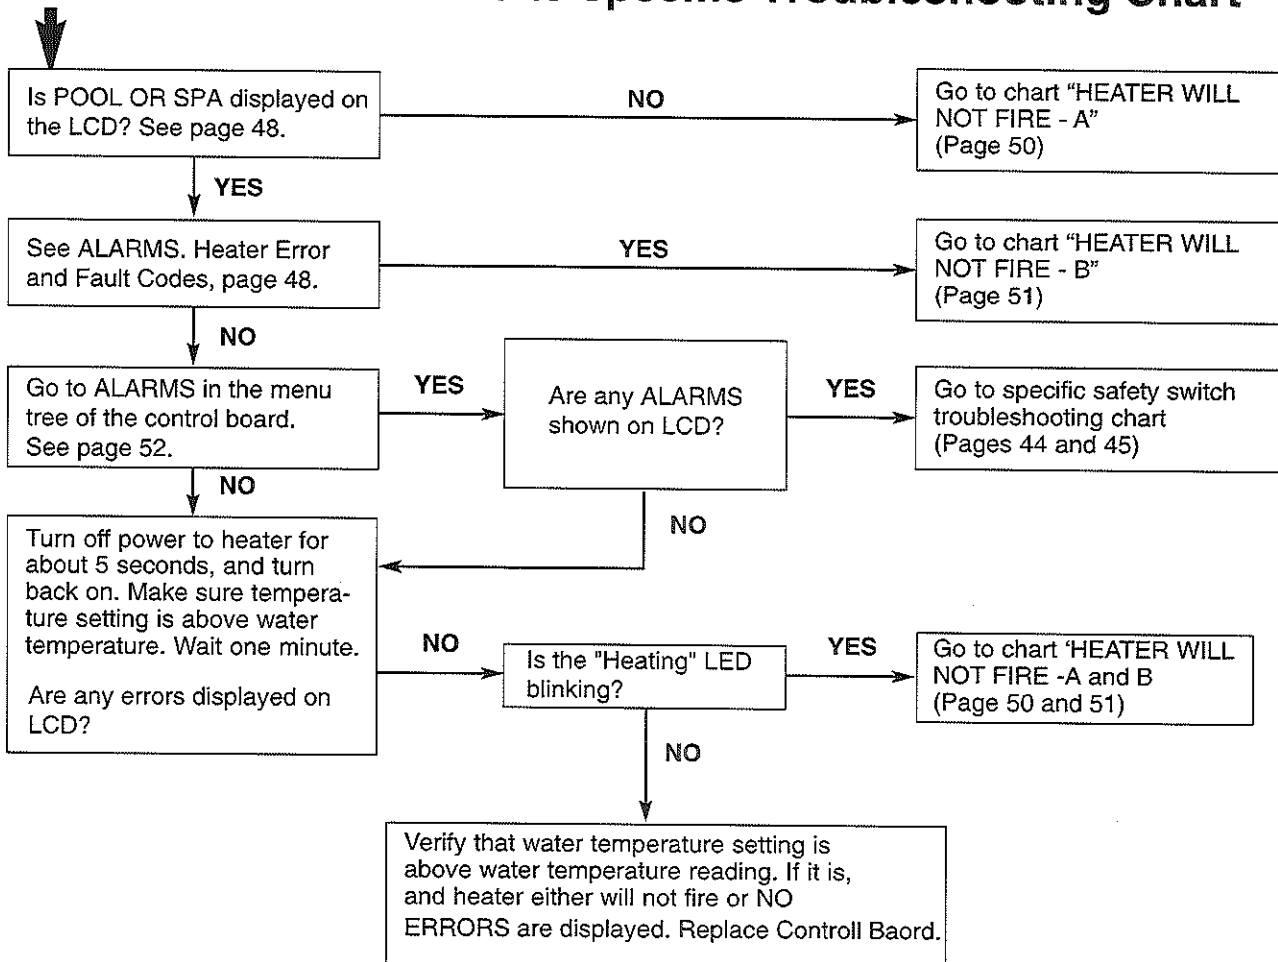 Specific Troubleshooting Chart
Is POOL OR SPA displayed on
the LCD? See page 48.
NO
Go to chart “HEATER WILL
NOT FIRE - A”
(Page 50)
YES
See ALARMS. Heater Error
and Fault Codes, page 48.
YES
Go to chart “HEATER WILL
NOT FIRE - B”
(Page 51)
NO
Go to ALARMS in the menu
tree of the control board.
See page 52.
YES
Are any ALARMS
shown on LCD?
YES
Go to specific safety switch
troubleshooting chart
(Pages 44 and 45)
NO
NO
Turn off power to heater for
about 5 seconds, and turn
back on. Make sure tempera-
ture setting is above water
temperature. Wait one minute.
Are any errors displayed on
LCD?
NO
Is the "Heating" LED
blinking?
YES
Go to chart ‘HEATER WILL
NOT FIRE -A and B
(Page 50 and 51)
NO
Verify that water temperature setting is
above water temperature reading. If it is,
and heater either will not fire or NO
ERRORS are displayed. Replace Controll Baord.